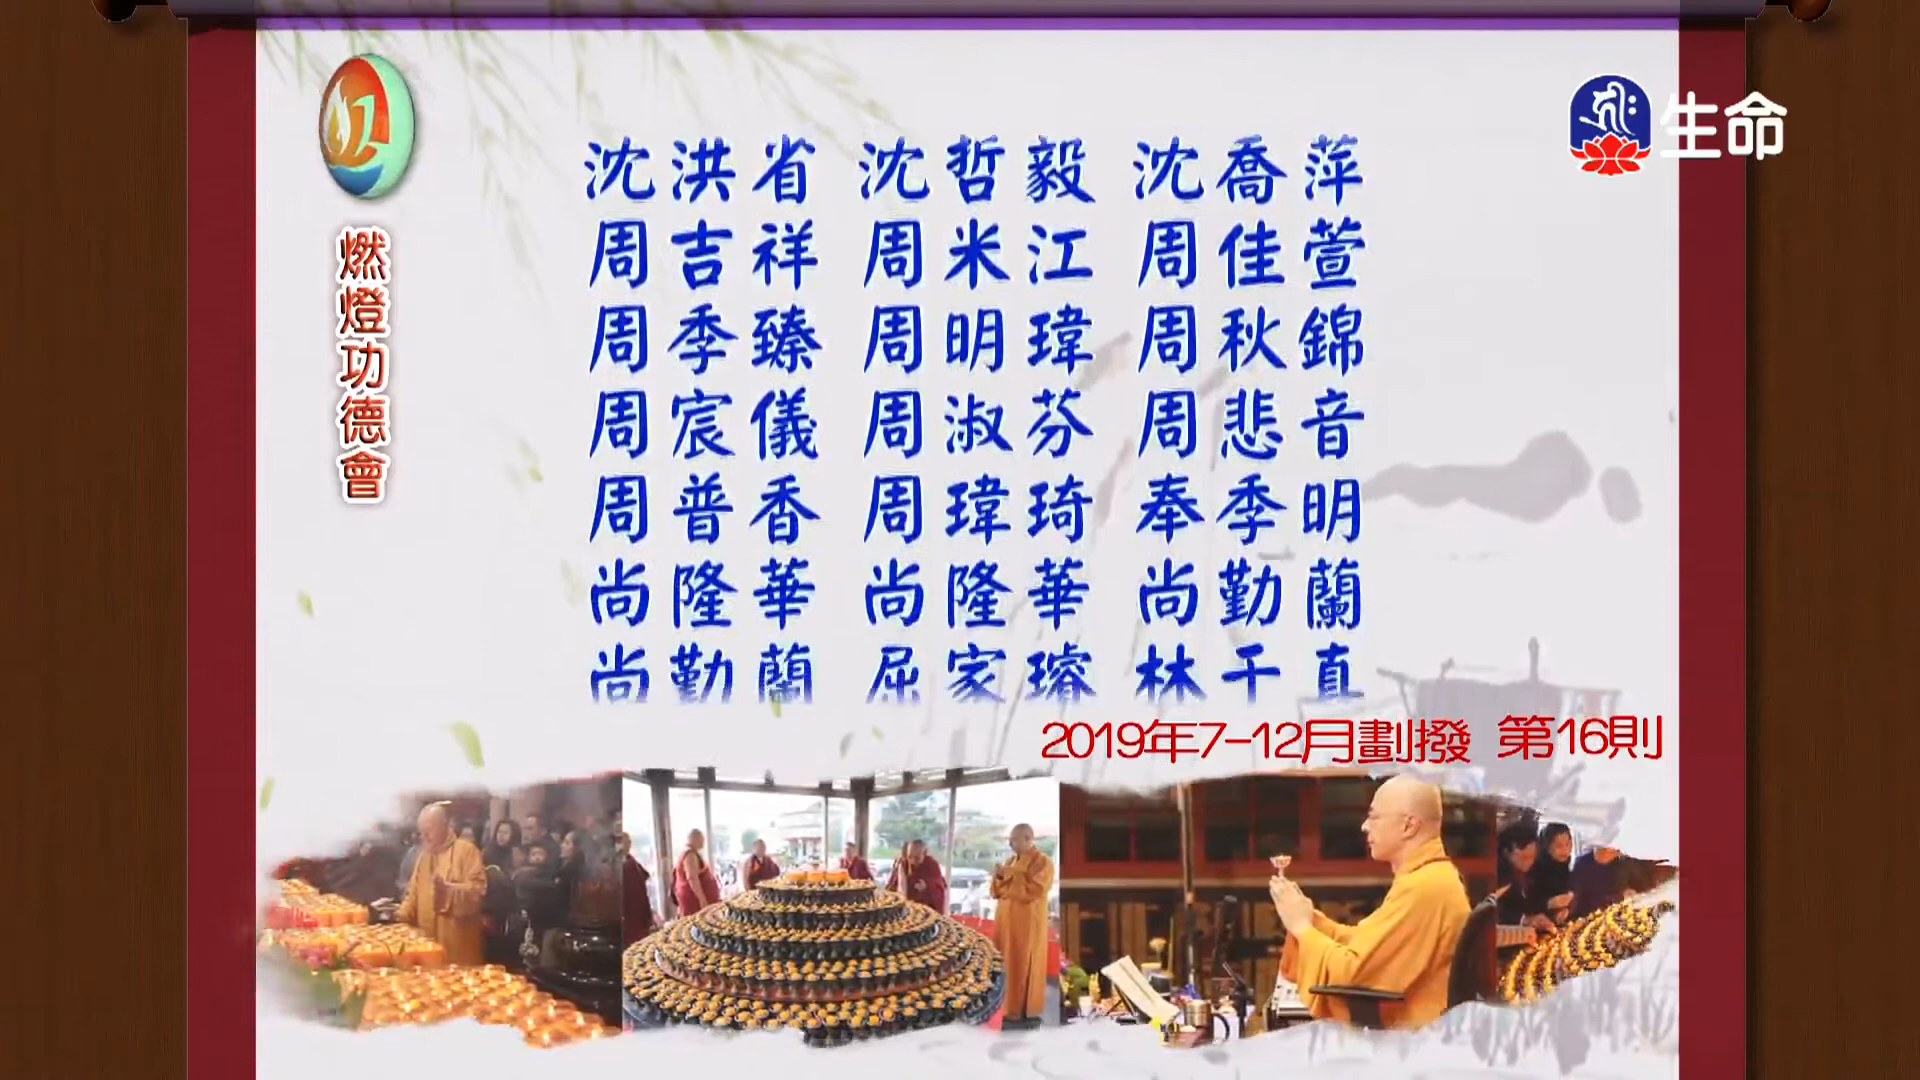 生命
燃燈功德會
沈洪省 沈哲毅 沈喬萍
周吉祥 周米江 周佳萱
周季臻 周明瑋 周秋錦
周宸儀 周淑芬 周悲音
周普香 周瑋琦 奉季明
尚隆華 尚隆華 尚勤蘭
尚勤蘭 屈家璿 林千真
2019年7-12月劃撥 第16則